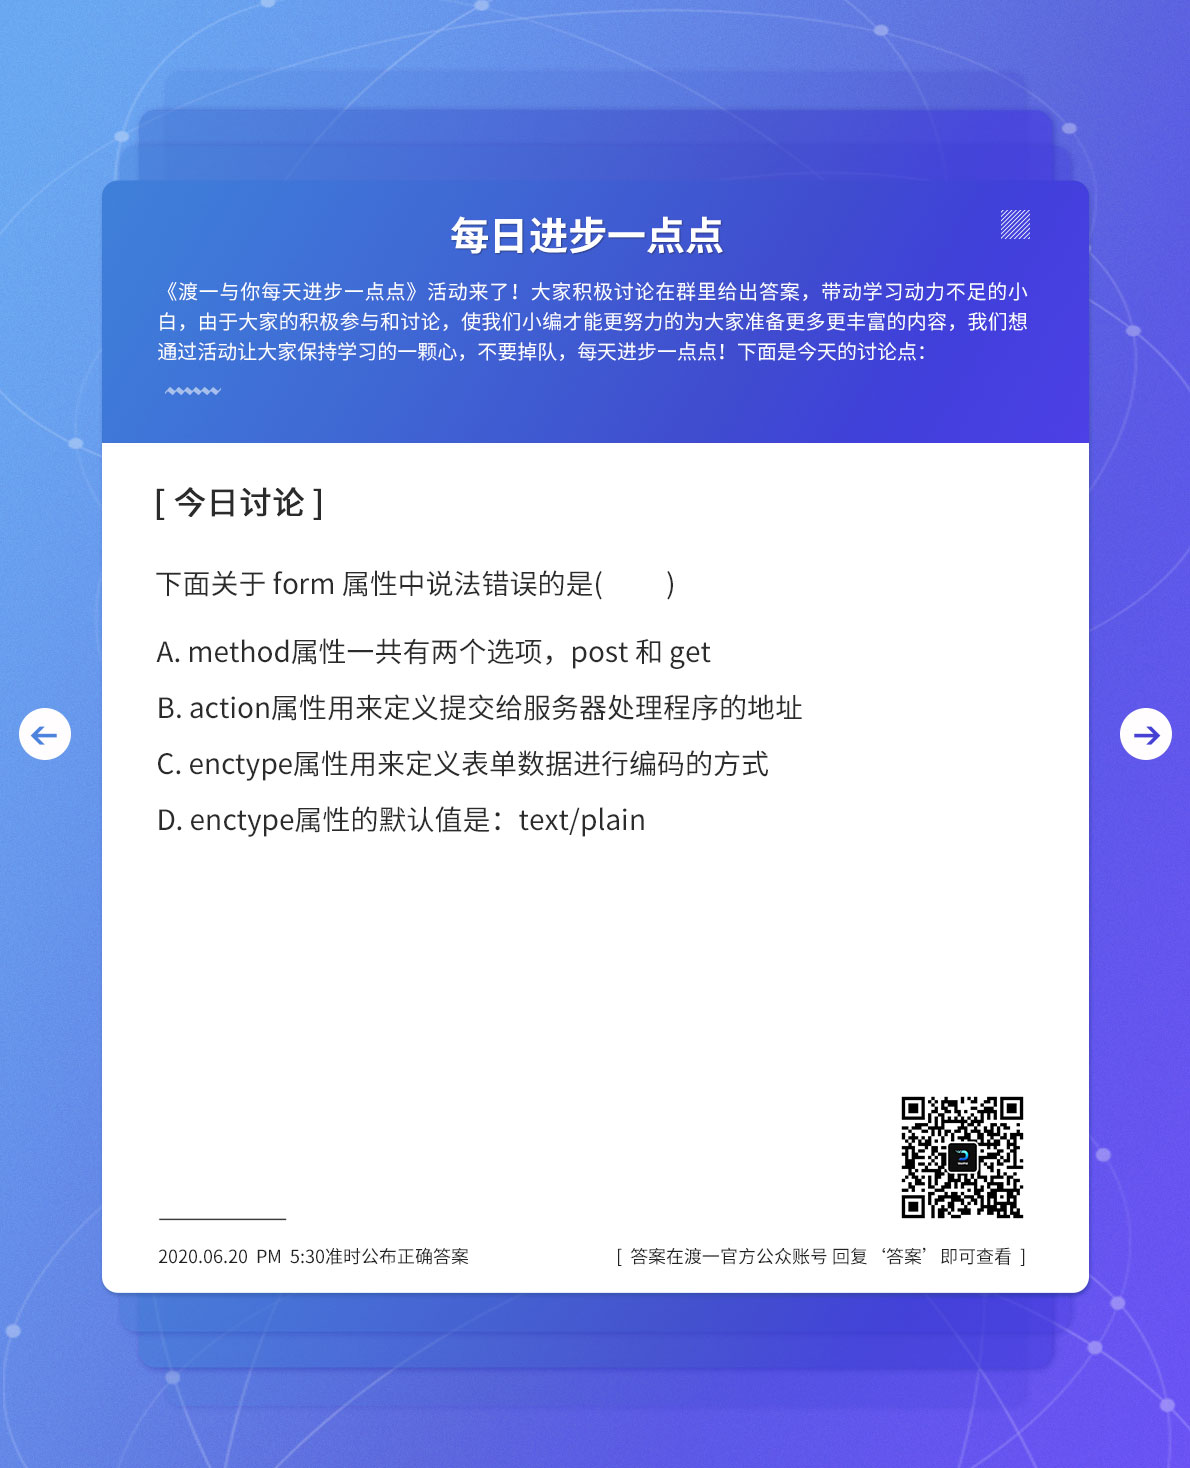 每日进步一点点
《渡一与你每天进步一点点》活动来了！大家积极讨论在群里给出答案，带动学习动力不足的小
白，由于大家的积极参与和讨论，使我们小编才能更努力的为大家准备更多更丰富的内容，我们想
通过活动让大家保持学习的一颗心，不要掉队，每天进步一点点！下面是今天的讨论点：
[ 今日讨论 ]
下面关于 form 属性中说法错误的是(　　)
A. method属性一共有两个选项，post 和 get
B. action属性用来定义提交给服务器处理程序的地址
C. enctype属性用来定义表单数据进行编码的方式
D. enctype属性的默认值是：text/plain
2020.06.20 PM 5:30准时公布正确答案
[ 答案在渡一官方公众账号 回复 ‘答案’ 即可查看 ]